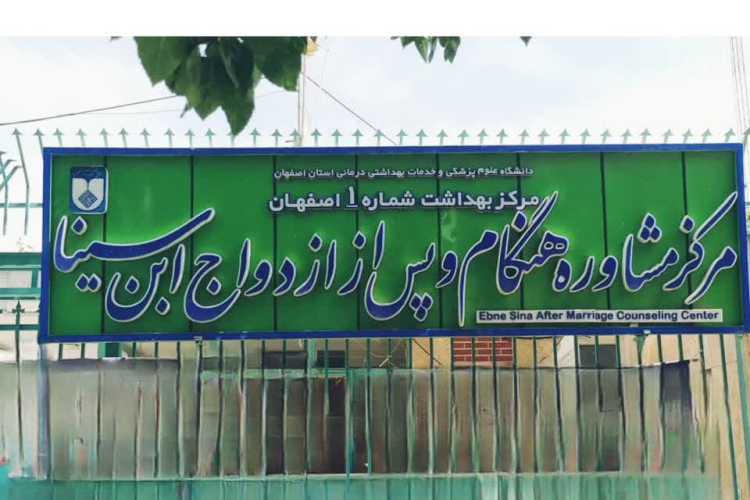 دانشگاه علوم پزشکی و خدمات بهداشتی درمانی استان اصفهان
مرکز بهداشت شماره ۱ اصفهان
مرکز مشاوره هنگام و پس از ازدواج ابن سینا
Ebne Sina After Marriage Counseling Center